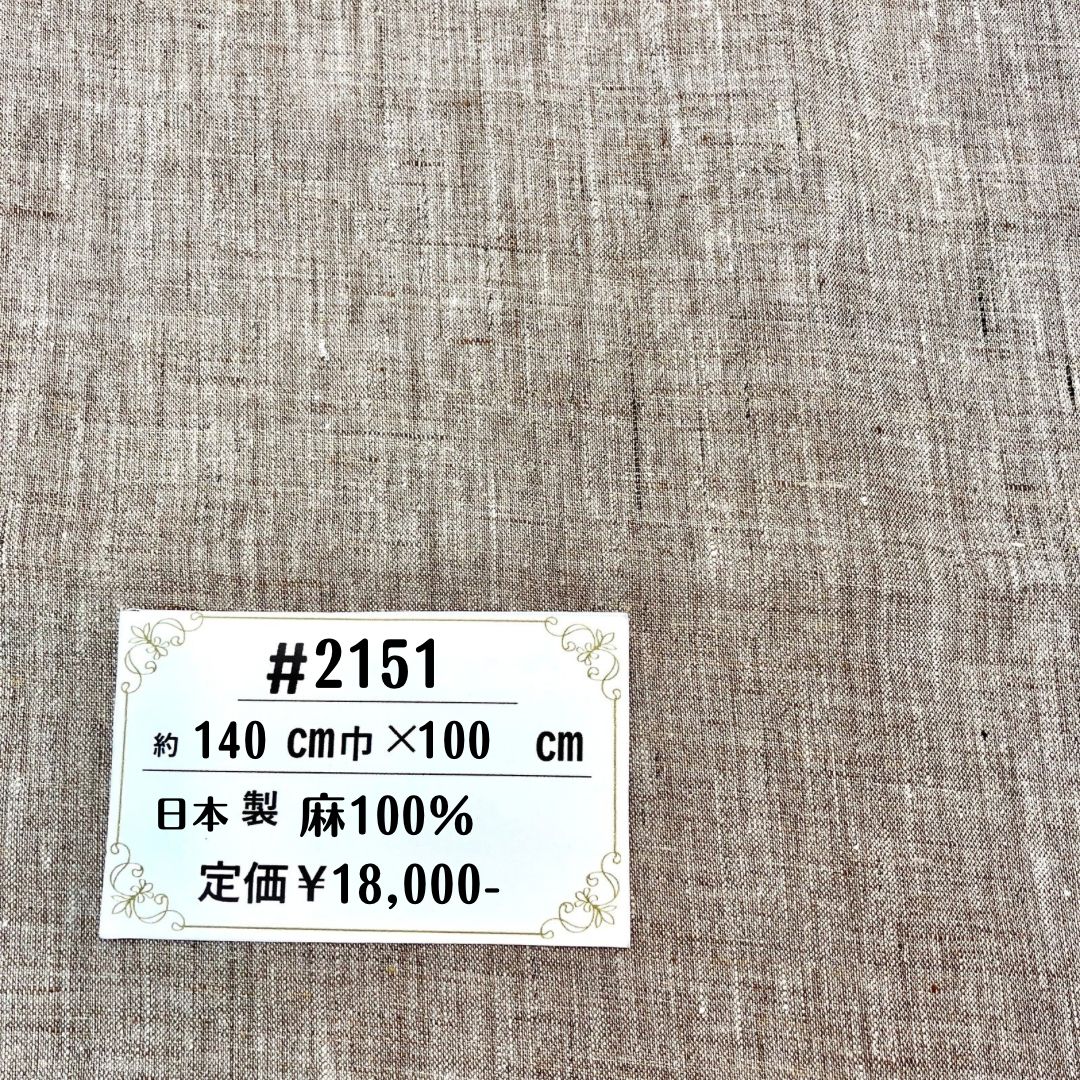 #2151
約 140 cm巾 ×100 cm
日本製 麻100%
定価¥18,000-